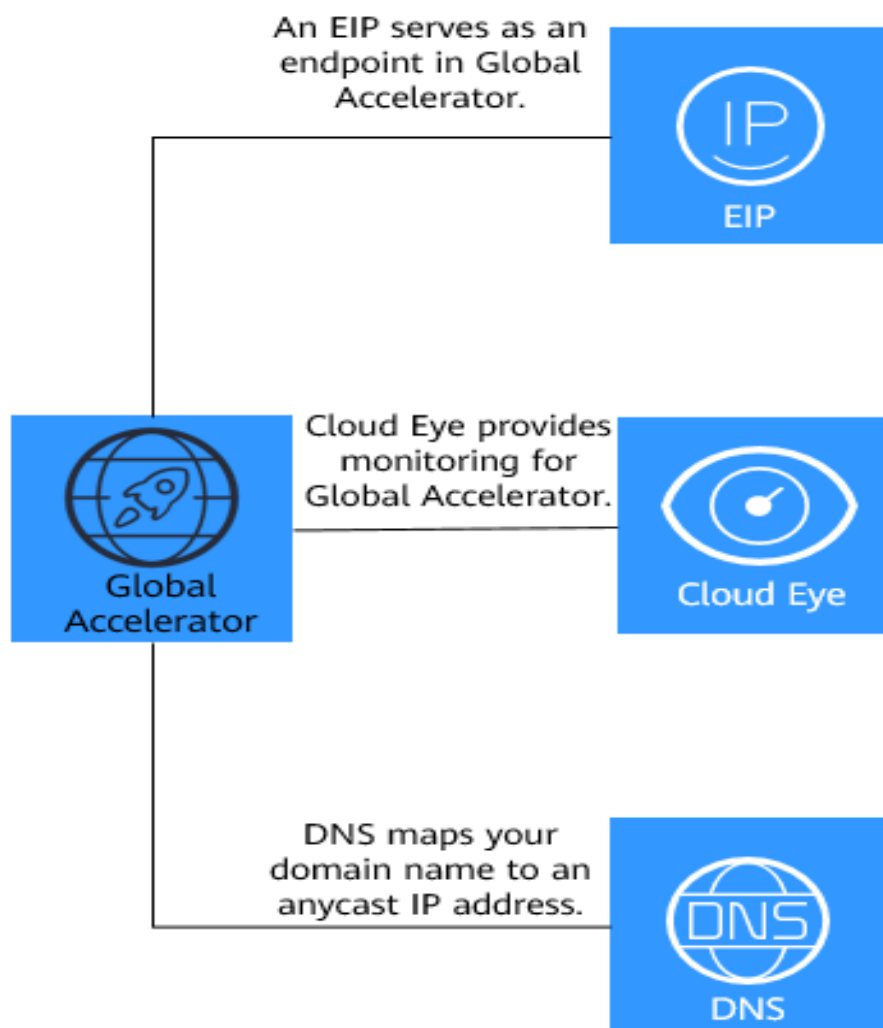 An EIP serves as an
endpoint in Global
Accelerator.
IP
EIP
Cloud Eye provides
monitoring for
Global Accelerator.
Global
Accelerator
Cloud Eye
DNS maps your
domain name to an
anycast IP address.
DNS
DNS